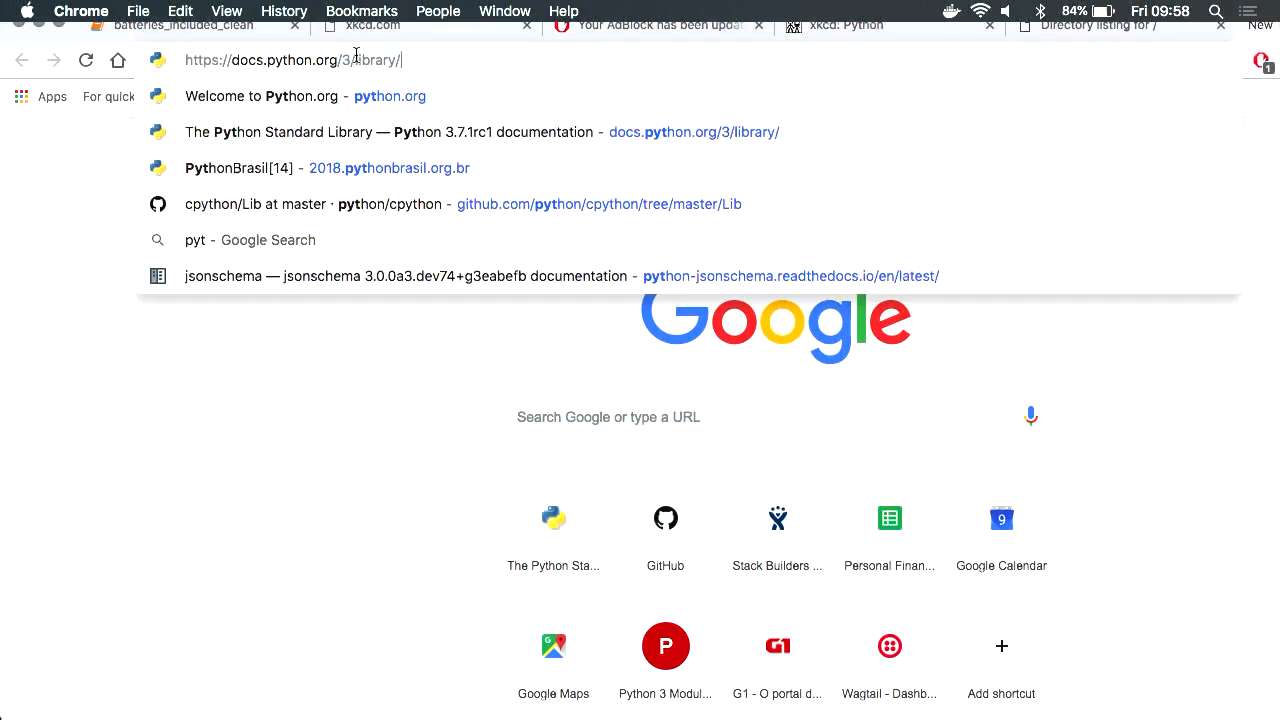 Chrome File Edit View History Bookmarks People Window Help 84% Fri 09:58
batteries_included_clean xkcd.com Your AdBlock has been updat xkcd: Python Directory listing for / New
https://docs.python.org/3/library/
1
Apps For quick
Welcome to Python.org - python.org
The Python Standard Library — Python 3.7.1rc1 documentation - docs.python.org/3/library/
PythonBrasil[14] - 2018.pythonbrasil.org.br
cpython/Lib at master · python/cpython - github.com/python/cpython/tree/master/Lib
pyt - Google Search
jsonschema — jsonschema 3.0.0a3.dev74+g3eabefb documentation - python-jsonschema.readthedocs.io/en/latest/
Google
Search Google or type a URL
9
The Python Sta... GitHub Stack Builders ... Personal Finan... Google Calendar
G P G1
Google Maps Python 3 Modul... G1 - O portal d... Wagtail - Dashb... Add shortcut